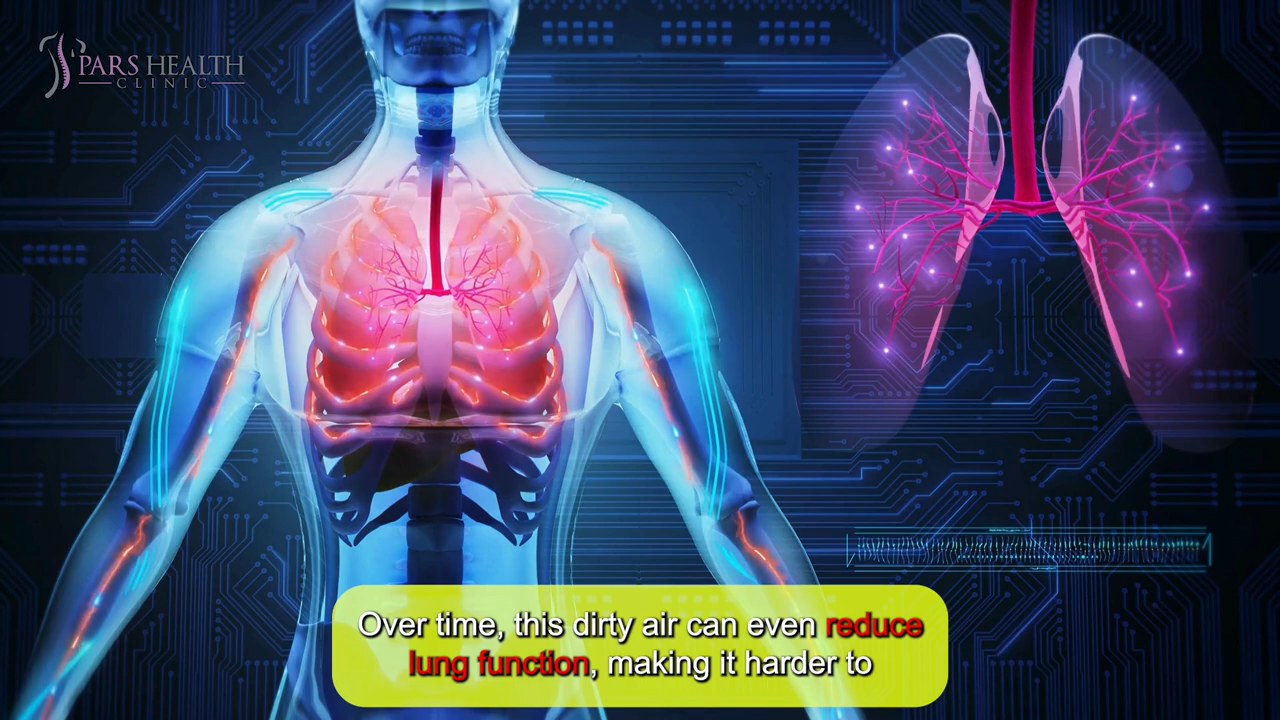 PARS HEALTH
CLINIC
Over time, this dirty air can even reduce
lung function, making it harder to